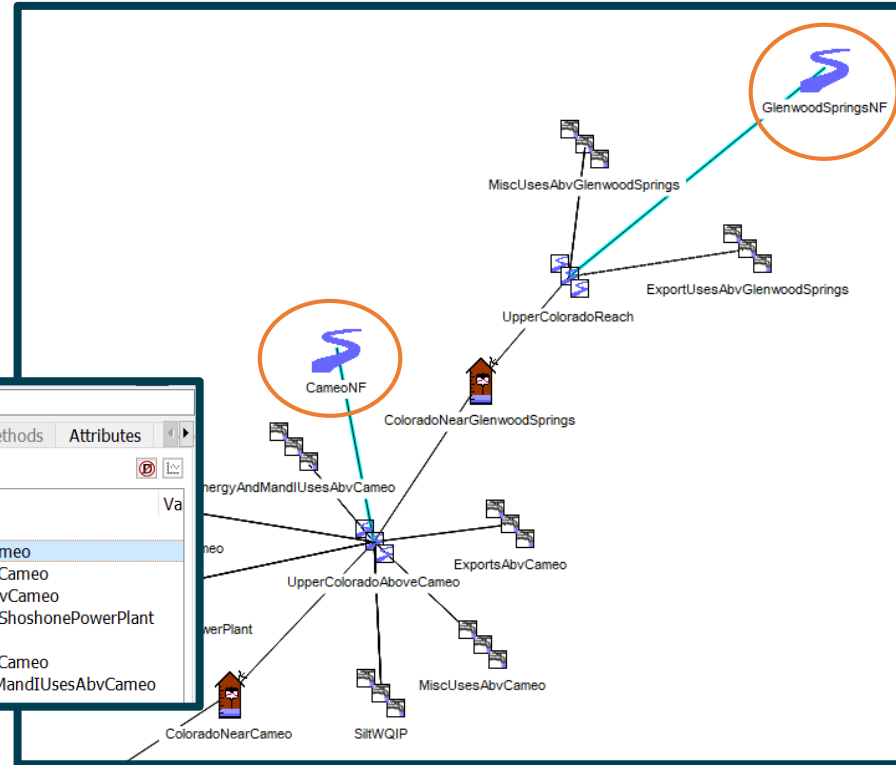 GlenwoodSpringsNF
MiscUsesAbvGlenwoodSprings
ExportUsesAbvGlenwoodSprings
UpperColoradoReach
CameoNF
ColoradoNearGlenwoodSprings
nergyAndMandIUsesAbvCameo
ExportsAbvCameo
UpperColoradoAboveCameo
MiscUsesAbvCameo
ColoradoNearCameo
SiltWQIP
meo
werPlant
ethods Attributes
Va
meo
Cameo
vCameo
ShoshonePowerPlant
Cameo
MandIUsesAbvCameo